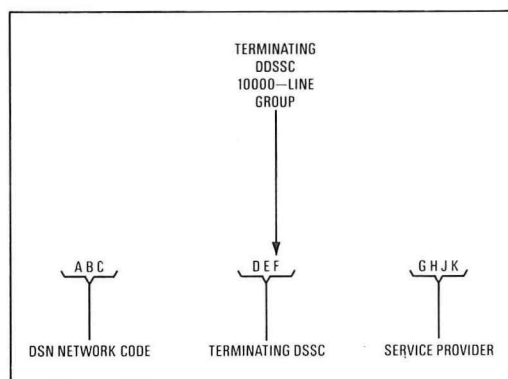 TERMINATING
DDSSC
10000—LINE
GROUP
A B C
D E F
G H J K
DSN NETWORK CODE
TERMINATING DSSC
SERVICE PROVIDER